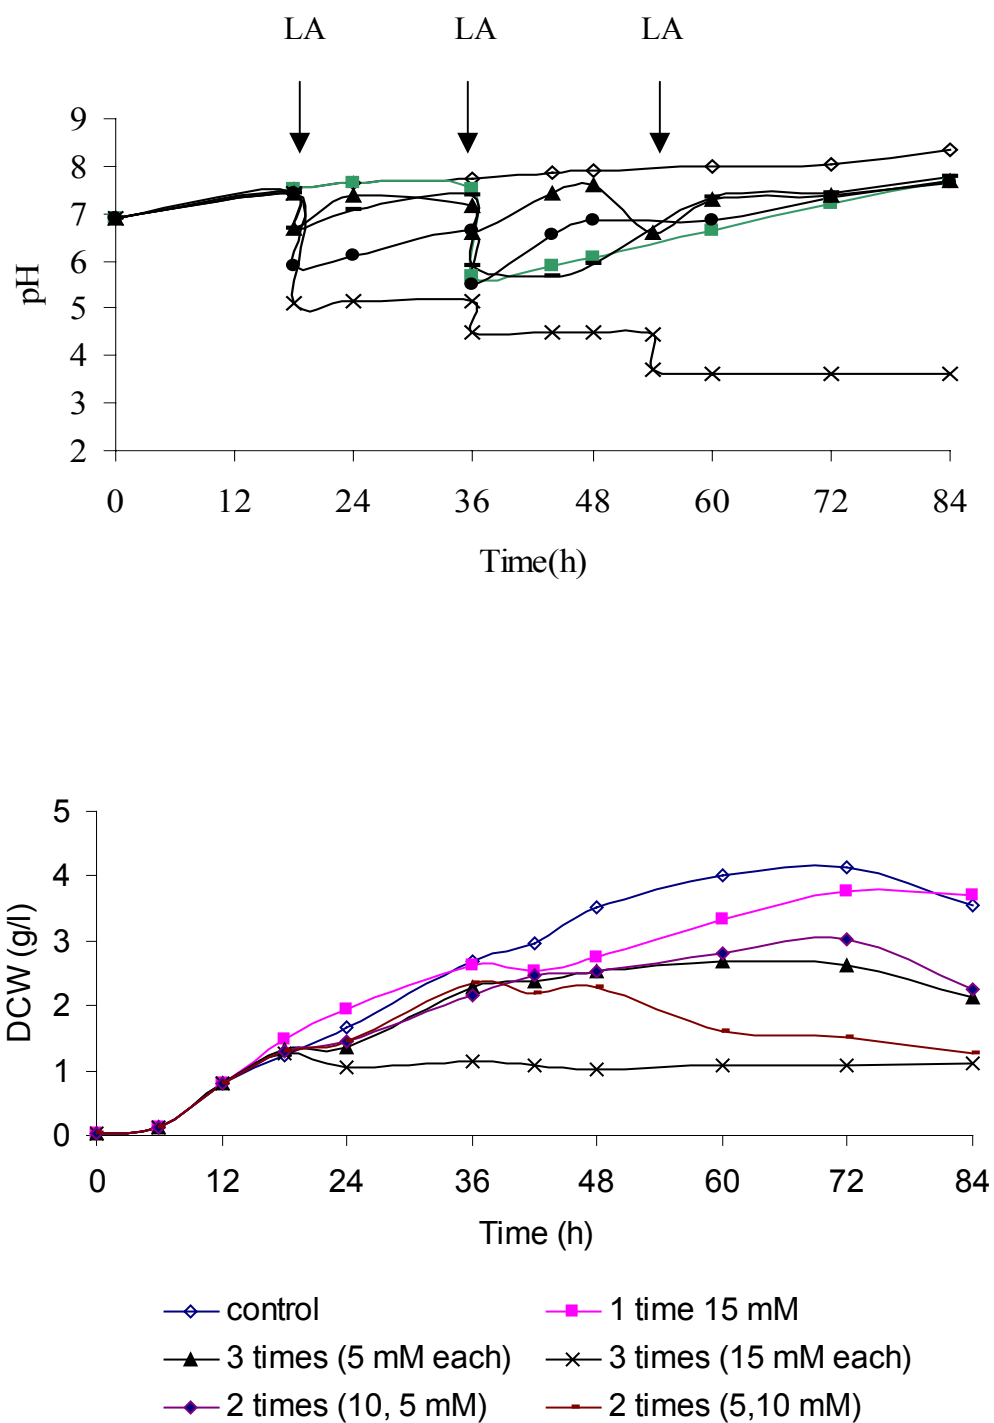 LA LA LA
9
8
7
6
5
4
3
2
pH
0 12 24 36 48 60 72 84
Time(h)
5
4
3
2
1
0
DCW (g/l)
0 12 24 36 48 60 72 84
Time (h)
control 1 time 15 mM
3 times (5 mM each) 3 times (15 mM each)
2 times (10, 5 mM) 2 times (5,10 mM)